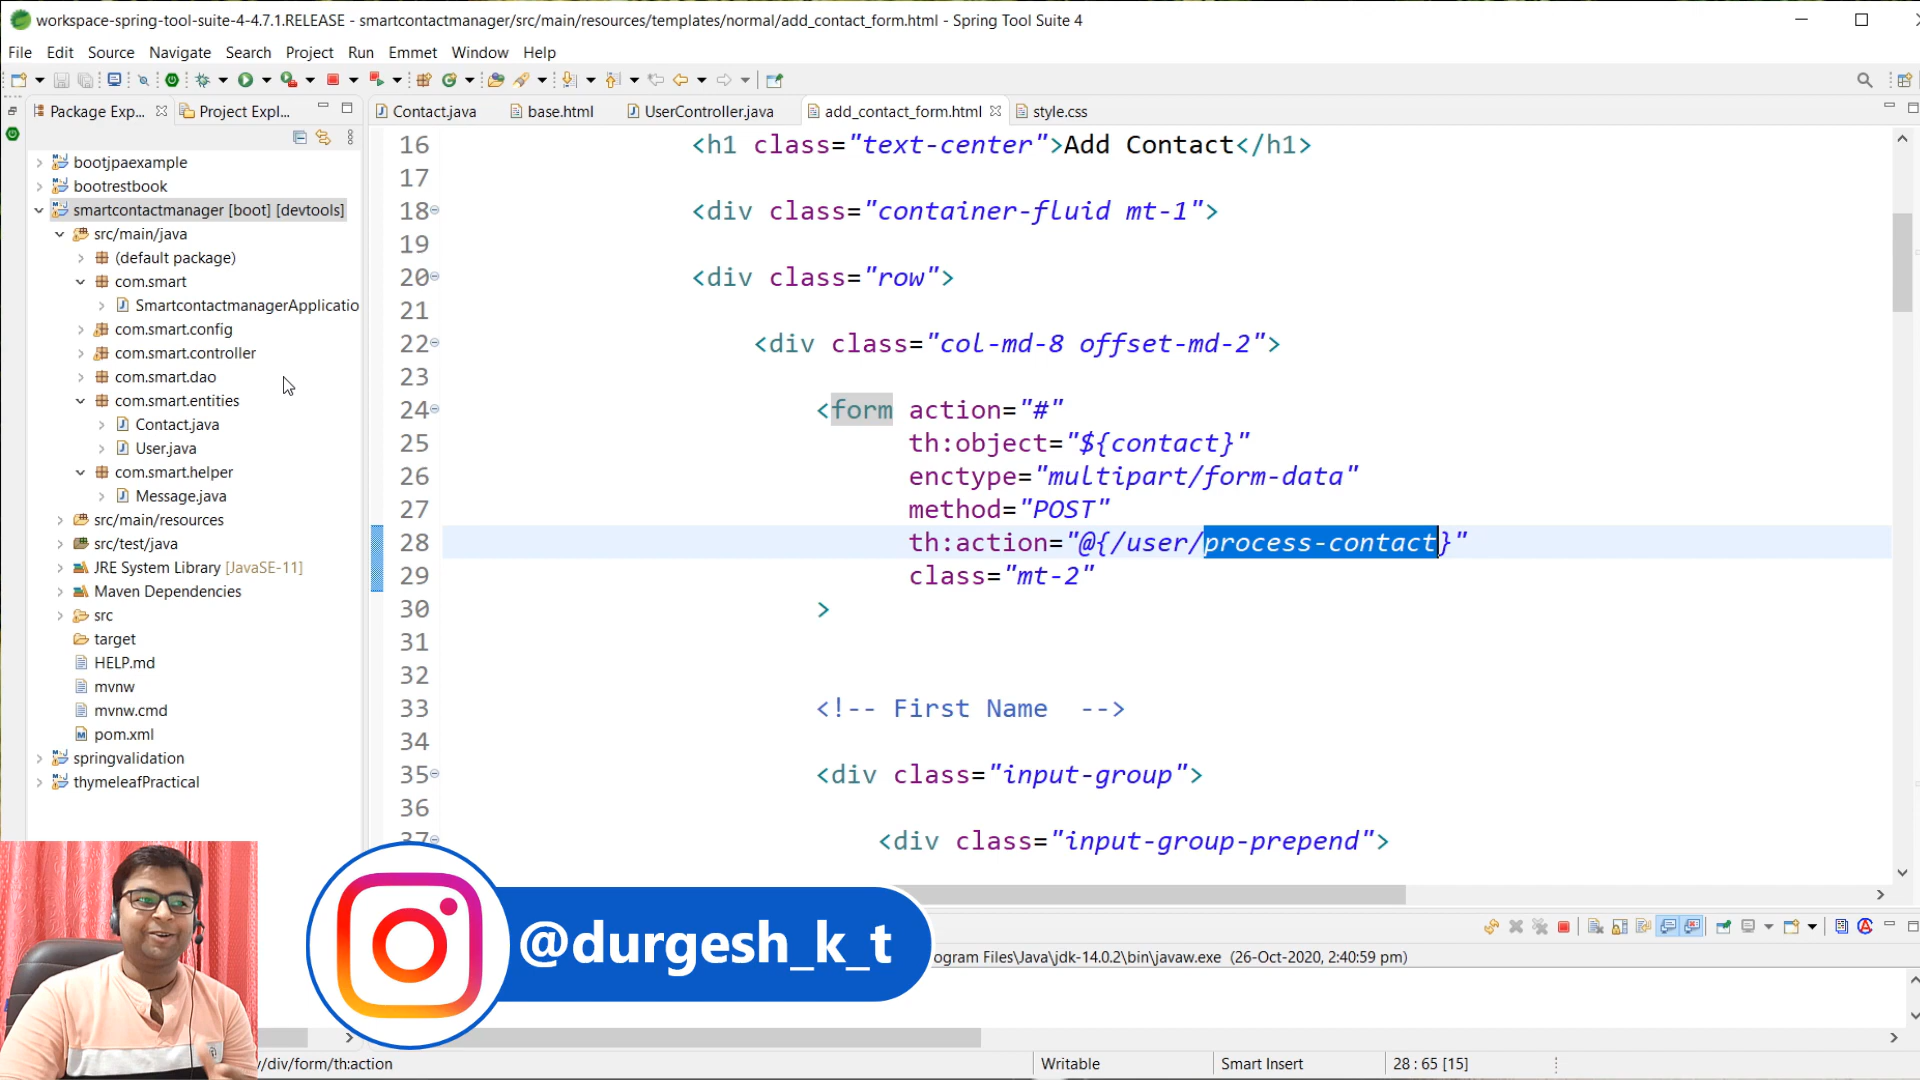 workspace-spring-tool-suite-4-4.7.1.RELEASE - smartcontactmanager/src/main/resources/templates/normal/add_contact_form.html - Spring Tool Suite 4
File Edit Source Navigate Search Project Run Emmet Window Help
Package Exp... Project Expl...
Contact.java base.html UserController.java add_contact_form.html style.css
bootjpaexample
bootrestbook
smartcontactmanager [boot] [devtools]
src/main/java
(default package)
com.smart
SmartcontactmanagerApplicatio
com.smart.config
com.smart.controller
com.smart.dao
com.smart.entities
Contact.java
User.java
com.smart.helper
Message.java
src/main/resources
src/test/java
JRE System Library [JavaSE-11]
Maven Dependencies
src
target
HELP.md
mvnw
mvnw.cmd
pom.xml
springvalidation
thymeleafPractical
16 <h1 class="text-center">Add Contact</h1>
17
18 <div class="container-fluid mt-1">
19
20 <div class="row">
21
22 <div class="col-md-8 offset-md-2">
23
24 <form action="#"
25 th:object="${contact}"
26 enctype="multipart/form-data"
27 method="POST"
28 th:action="@{/user/process-contact}"
29 class="mt-2"
30 >
31
32
33 <!-- First Name -->
34
35 <div class="input-group">
36
37 <div class="input-group-prepend">
@durgesh_k_t
ogram Files\Java\jdk-14.0.2\bin\javaw.exe (26-Oct-2020, 2:40:59 pm)
/div/form/th:action
Writable
Smart Insert
28 : 65 [15]